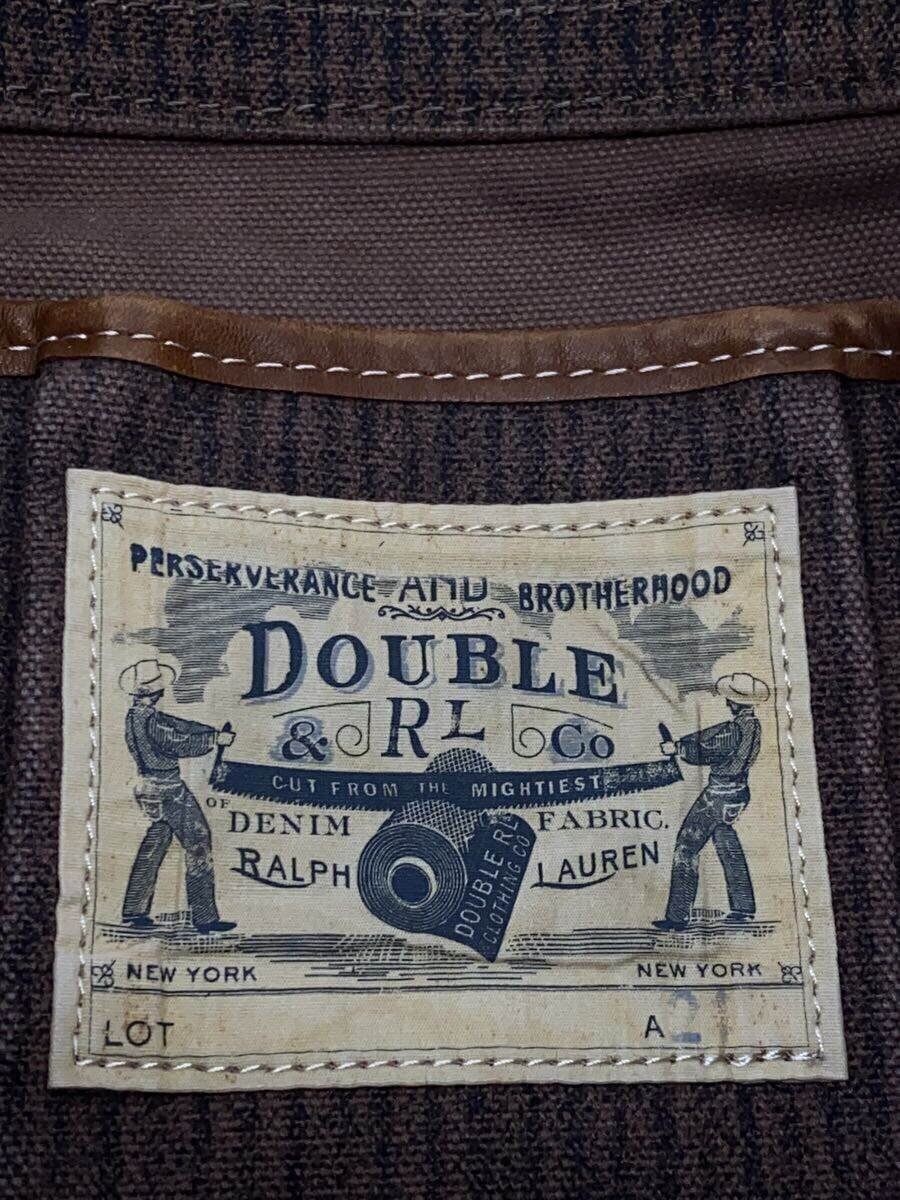 PERSERVERANCE AND BROTHERHOOD
DOUBLE
& RL Co
CUT FROM THE MIGHTIEST
OF DENIM FABRIC.
RALPH LAUREN
DOUBLE RL
CLOTHING CO
NEW YORK NEW YORK
LOT A